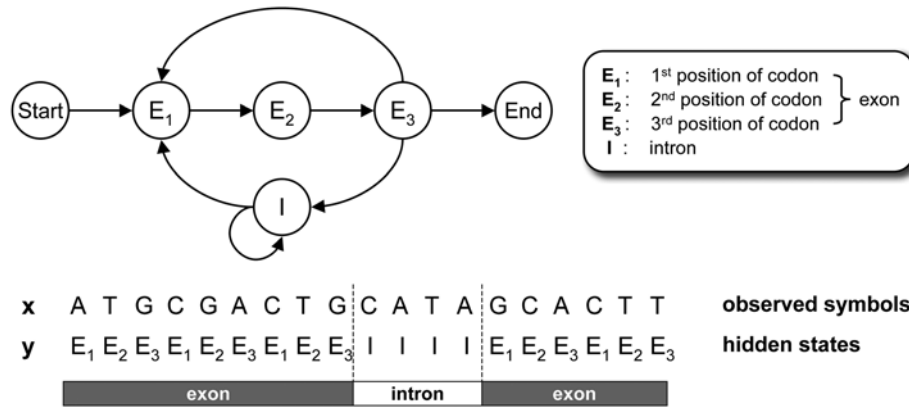 Start E₁ E₂ E₃ End
I
E₁ : 1ˢᵗ position of codon
E₂ : 2ⁿᵈ position of codon
E₃ : 3ʳᵈ position of codon
exon
I : intron
x A T G C G A C T G C A T A G C A C T T observed symbols
y E₁ E₂ E₃ E₁ E₂ E₃ E₁ E₂ E₃ I I I I E₁ E₂ E₃ E₁ E₂ E₃ hidden states
exon intron exon